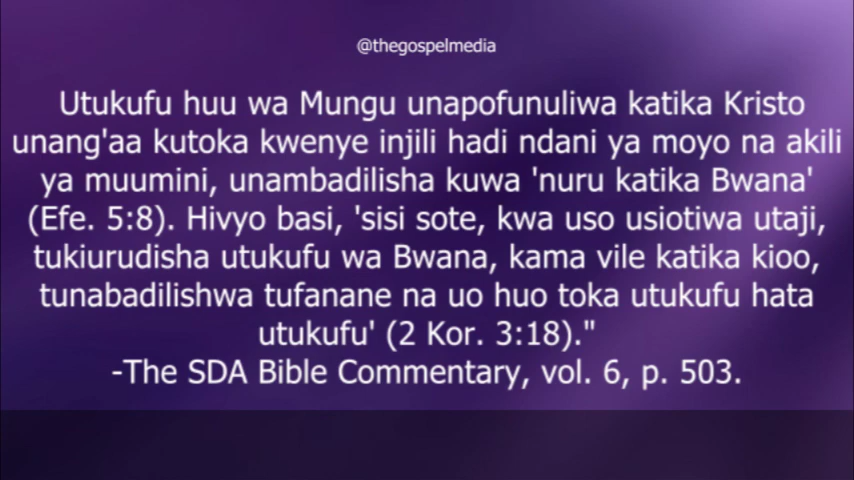 @thegospelmedia
Utukufu huu wa Mungu unapofunuliwa katika Kristo
unang'aa kutoka kwenye injili hadi ndani ya moyo na akili
ya muumini, unambadilisha kuwa 'nuru katika Bwana'
(Efe. 5:8). Hivyo basi, 'sisi sote, kwa uso usiotiwa utaji,
tukiurudisha utukufu wa Bwana, kama vile katika kioo,
tunabadilishwa tufanane na uo huo toka utukufu hata
utukufu' (2 Kor. 3:18)."
-The SDA Bible Commentary, vol. 6, p. 503.